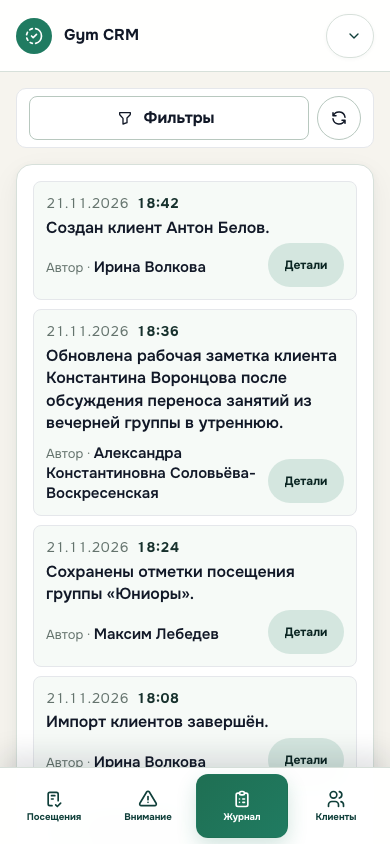 Gym CRM
Фильтры
21.11.2026 18:42
Создан клиент Антон Белов.
Автор · Ирина Волкова
Детали
21.11.2026 18:36
Обновлена рабочая заметка клиента
Константина Воронцова после
обсуждения переноса занятий из
вечерней группы в утреннюю.
Автор · Александра
Константиновна Соловьёва-
Воскресенская
Детали
21.11.2026 18:24
Сохранены отметки посещения
группы «Юниоры».
Автор · Максим Лебедев
Детали
21.11.2026 18:08
Импорт клиентов завершён.
Автор · Ирина Волкова
Детали
Посещения
Внимание
Журнал
Клиенты